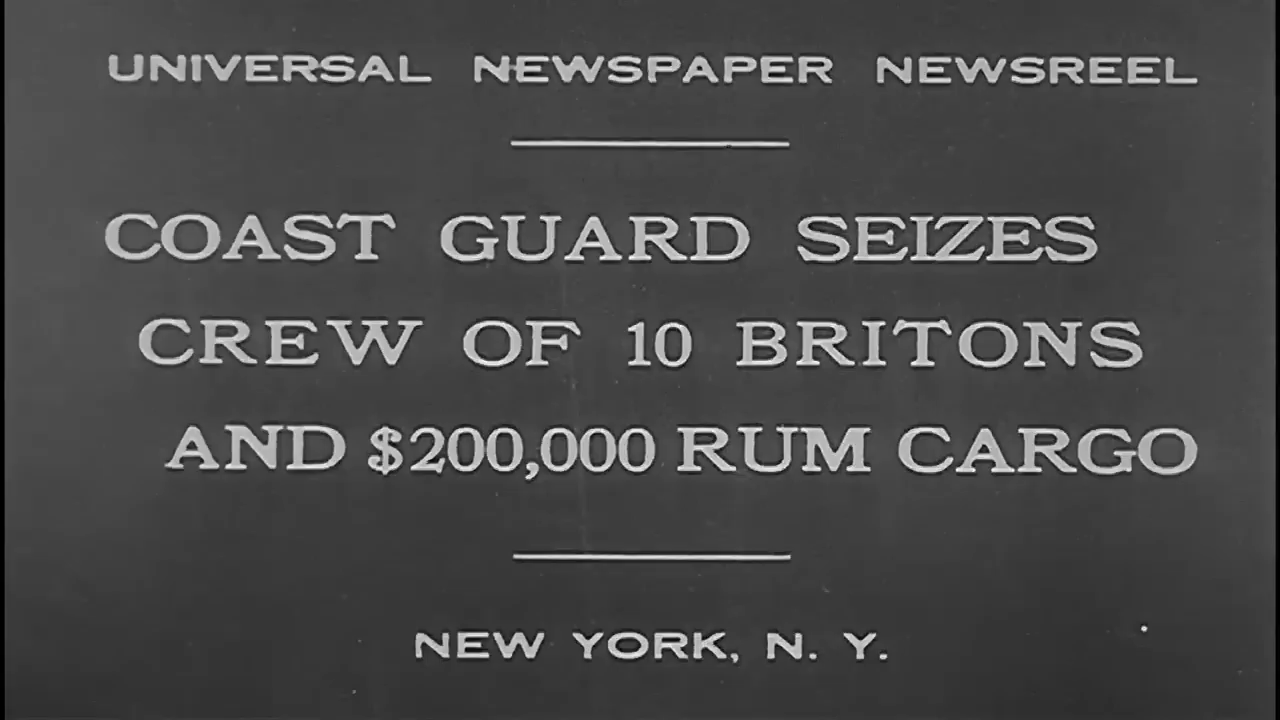 UNIVERSAL NEWSPAPER NEWSREEL
COAST GUARD SEIZES
CREW OF 10 BRITONS
AND $200,000 RUM CARGO
NEW YORK, N. Y.